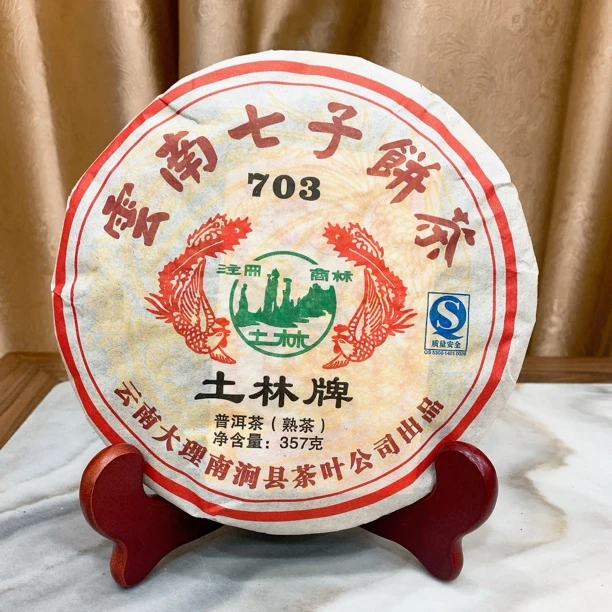 雲南七子餅茶
703
注冊 商標
土林
土林牌
普洱茶（熟茶）
净含量：357克
质量安全
云南大理南涧县茶叶公司出品